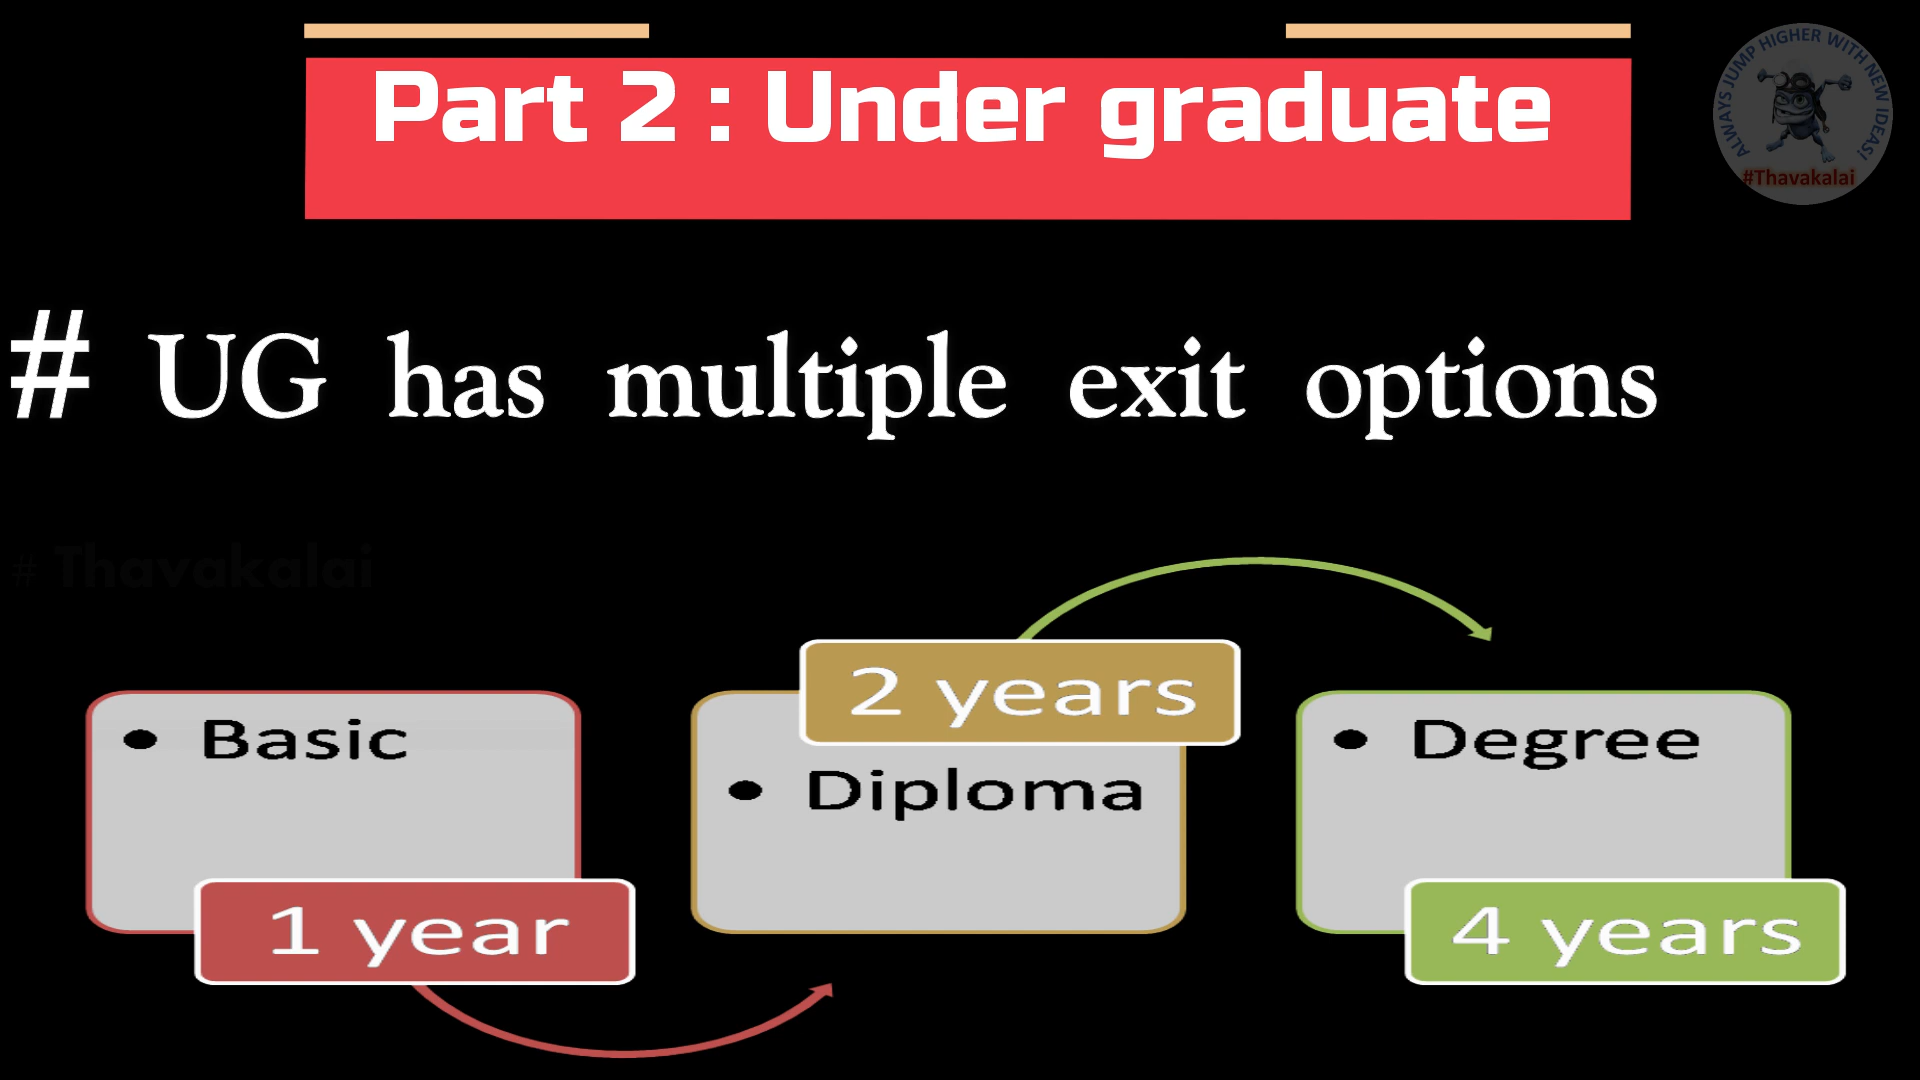 Part 2 : Under graduate
ALWAYS JUMP HIGHER WITH NEW IDEAS!
#Thavakalai
# UG has multiple exit options
# Thavakalai
• Basic
1 year
2 years
• Diploma
• Degree
4 years